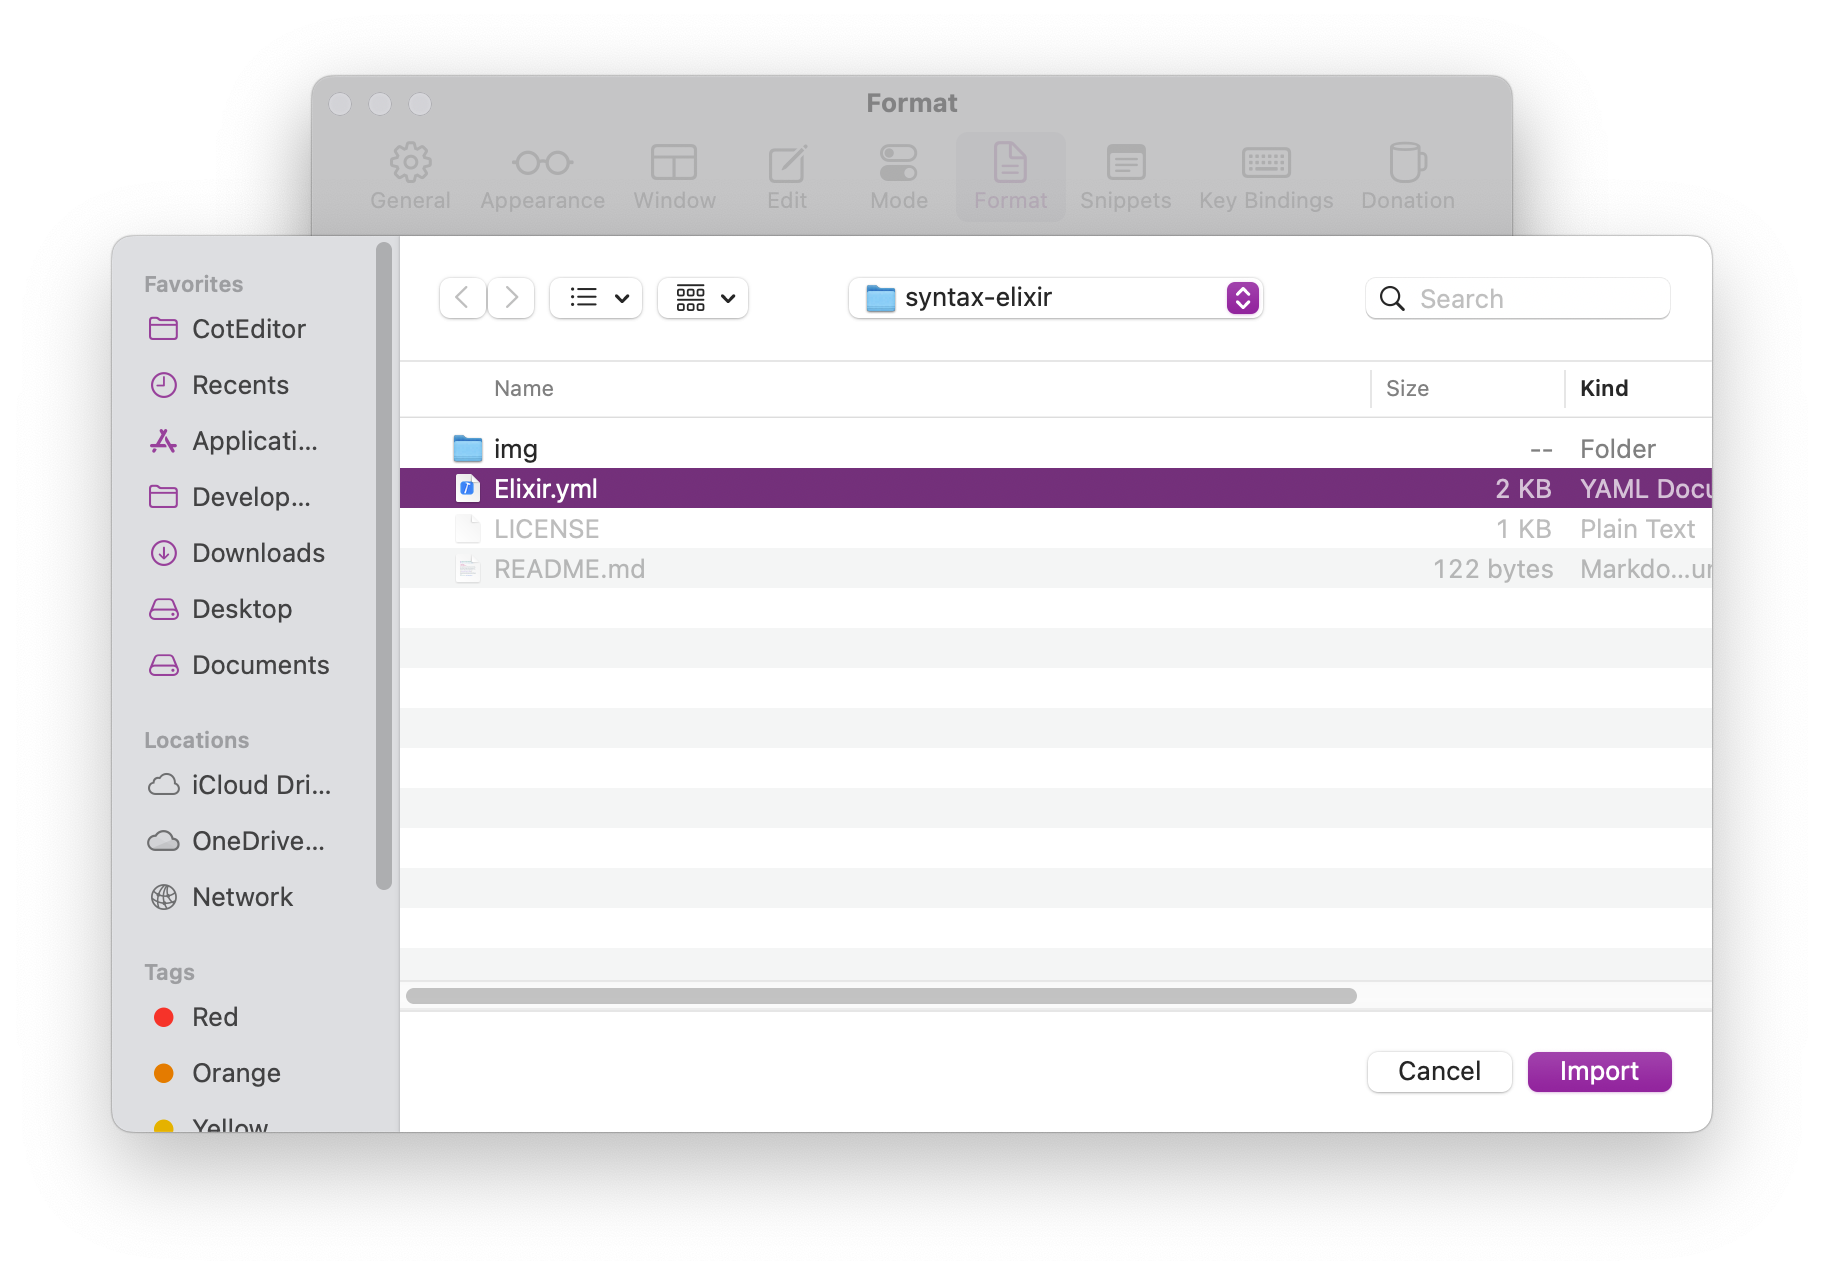 Format
General Appearance Window Edit Mode Format Snippets Key Bindings Donation
Favorites
CotEditor
Recents
Applicati...
Develop...
Downloads
Desktop
Documents
Locations
iCloud Dri...
OneDrive...
Network
Tags
Red
Orange
Yellow
syntax-elixir
Search
Name Size Kind
img -- Folder
Elixir.yml 2 KB YAML Docu
LICENSE 1 KB Plain Text
README.md 122 bytes Markdo...un
Cancel Import